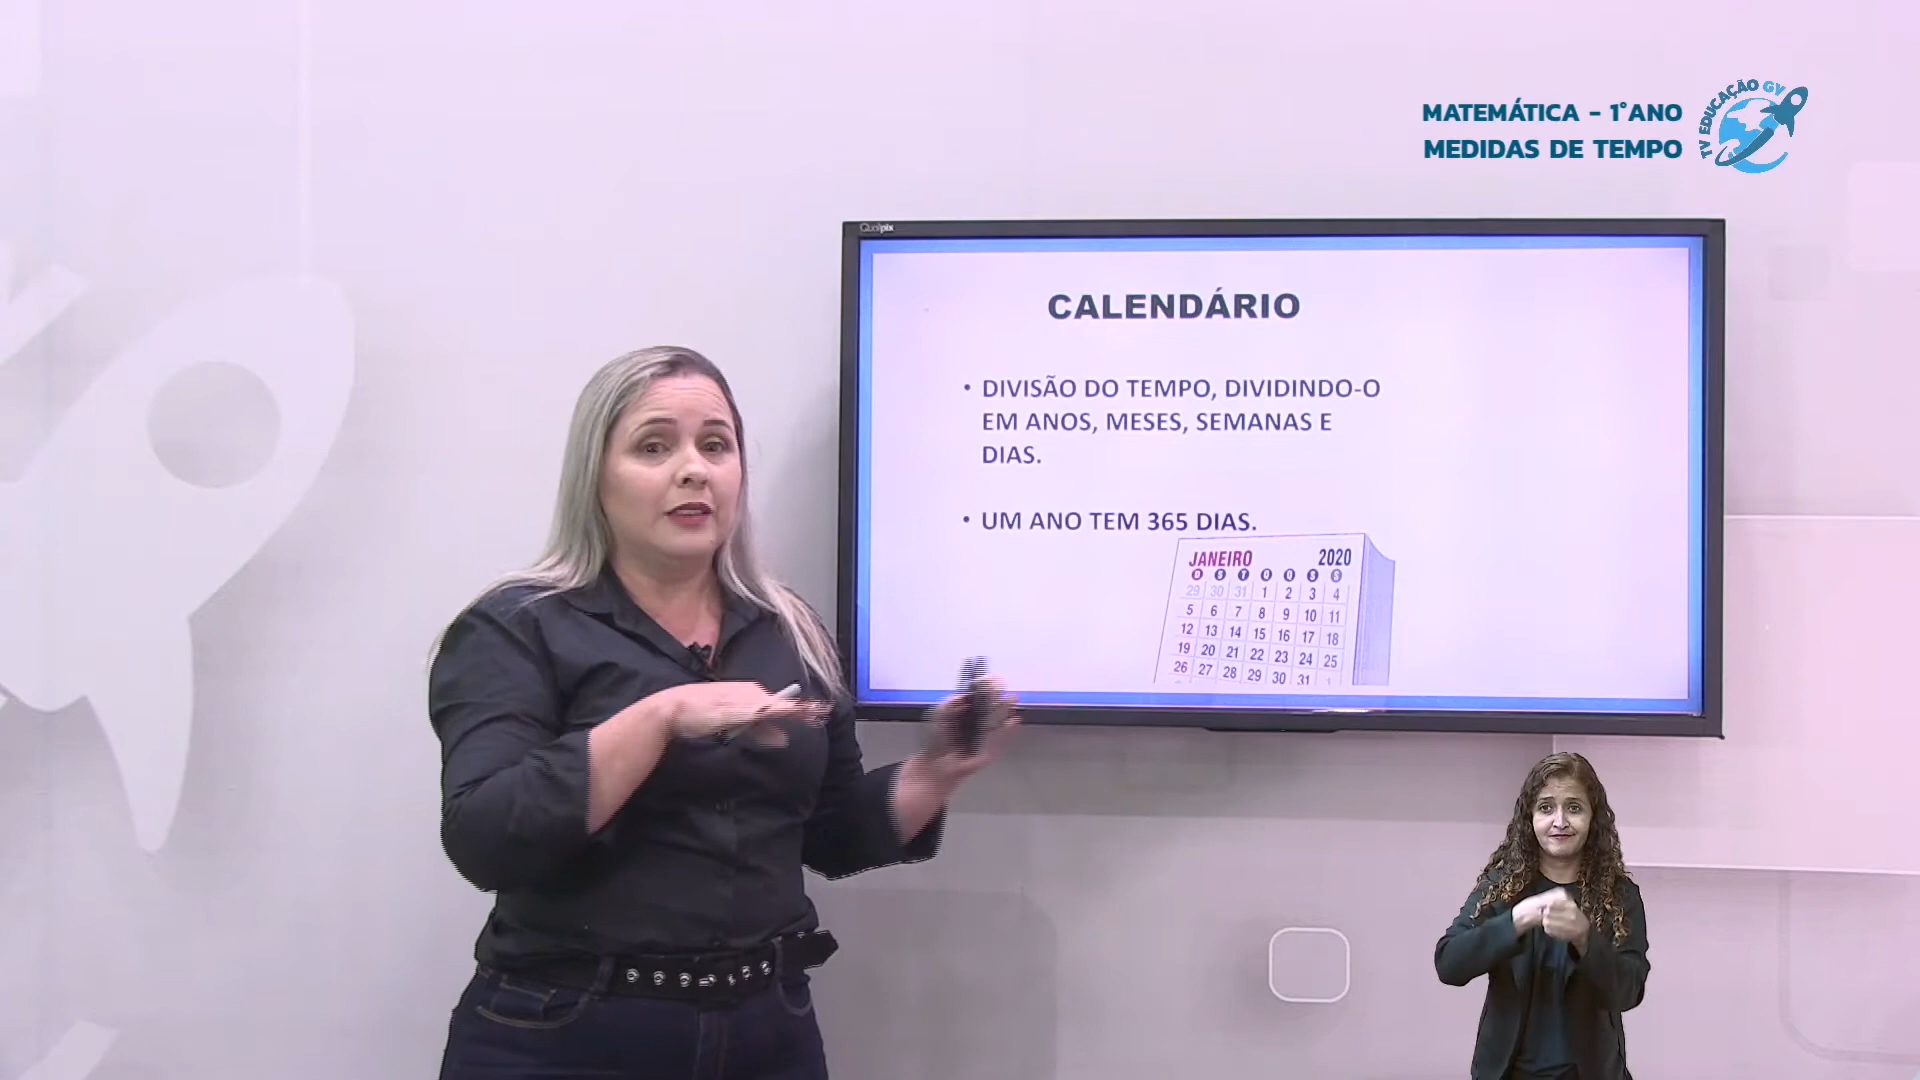 MATEMÁTICA - 1°ANO
MEDIDAS DE TEMPO
TV EDUCAÇÃO GV
Qualipix
CALENDÁRIO
• DIVISÃO DO TEMPO, DIVIDINDO-O
EM ANOS, MESES, SEMANAS E
DIAS.
• UM ANO TEM 365 DIAS.
JANEIRO 2020
D S T Q Q S S
29 30 31 1 2 3 4
5 6 7 8 9 10 11
12 13 14 15 16 17 18
19 20 21 22 23 24 25
26 27 28 29 30 31 1